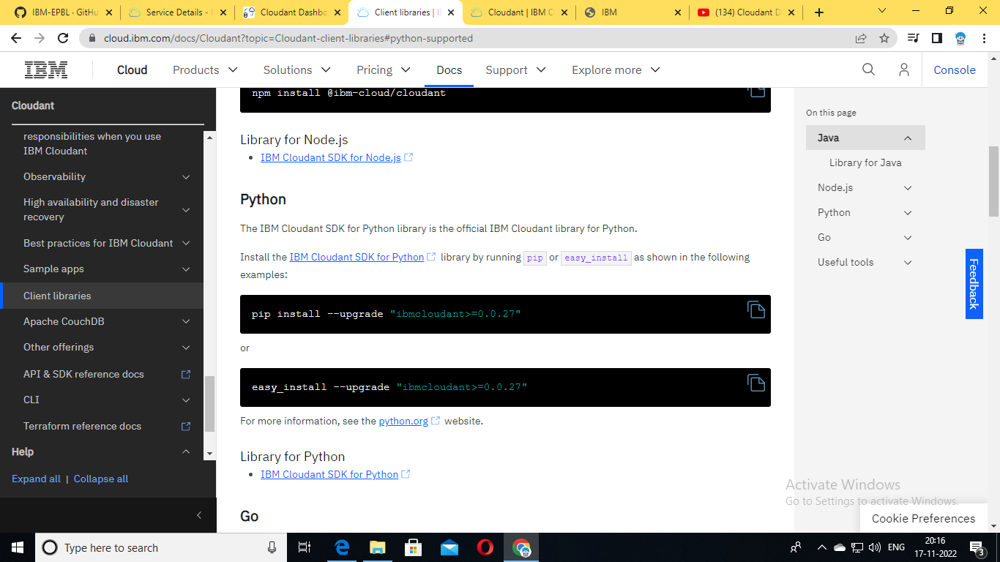 IBM-EPBL · GitHu
Service Details -
Cloudant Dashbo
Client libraries | I
Cloudant | IBM C
IBM
(134) Cloudant D
cloud.ibm.com/docs/Cloudant?topic=Cloudant-client-libraries#python-supported
IBM
Cloud
Products
Solutions
Pricing
Docs
Support
Explore more
Console
Cloudant
responsibilities when you use
IBM Cloudant
Observability
High availability and disaster
recovery
Best practices for IBM Cloudant
Sample apps
Client libraries
Apache CouchDB
Other offerings
API & SDK reference docs
CLI
Terraform reference docs
Help
Expand all | Collapse all
npm install @ibm-cloud/cloudant
Library for Node.js
• IBM Cloudant SDK for Node.js
Python
The IBM Cloudant SDK for Python library is the official IBM Cloudant library for Python.
Install the IBM Cloudant SDK for Python library by running pip or easy_install as shown in the following
examples:
pip install --upgrade "ibmcloudant>=0.0.27"
or
easy_install --upgrade "ibmcloudant>=0.0.27"
For more information, see the python.org website.
Library for Python
• IBM Cloudant SDK for Python
Go
On this page
Java
Library for Java
Node.js
Python
Go
Useful tools
Feedback
Activate Windows
Go to Settings to activate Windows.
Cookie Preferences
Type here to search
ENG
20:16
17-11-2022
3